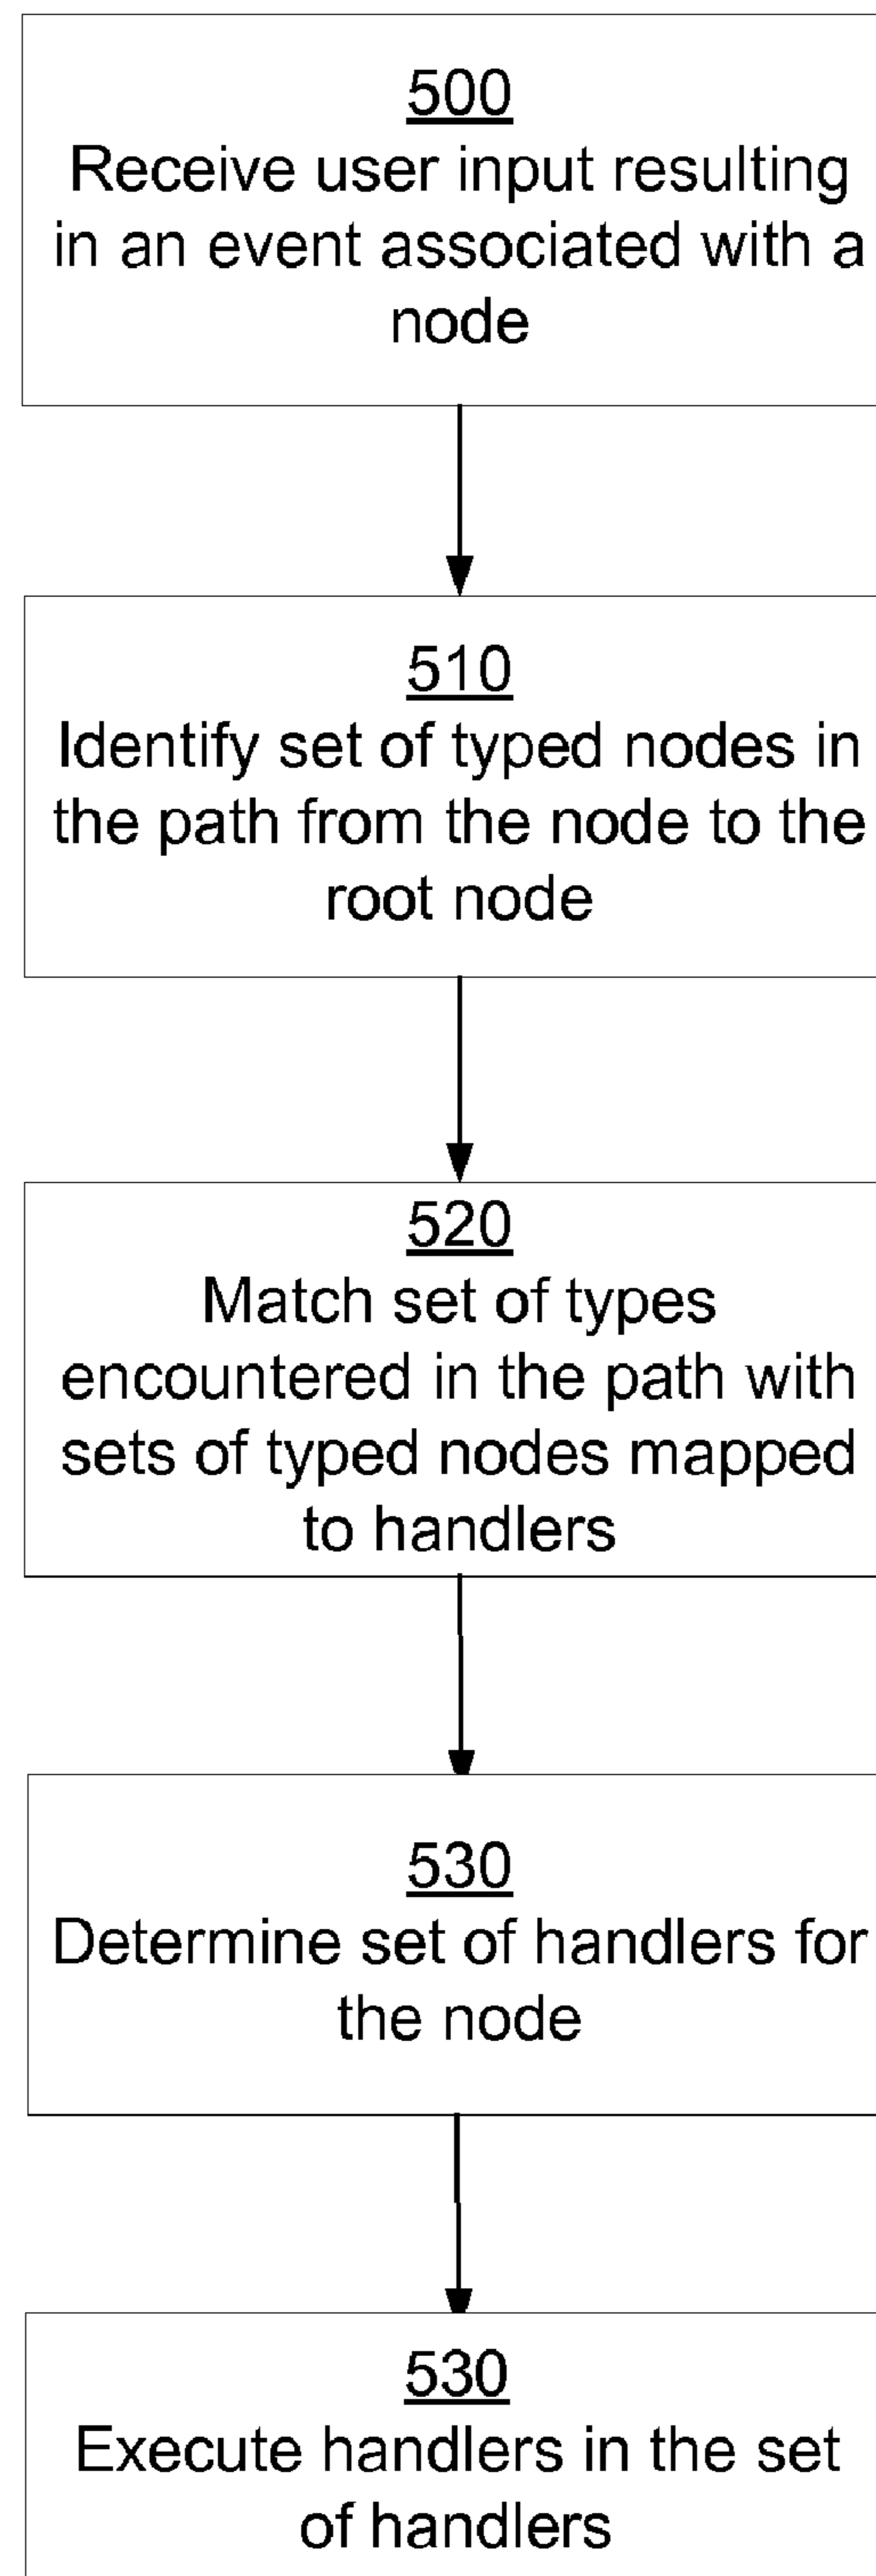 500
Receive user input resulting
in an event associated with a
node
510
Identify set of typed nodes in
the path from the node to the
root node
520
Match set of types
encountered in the path with
sets of typed nodes mapped
to handlers
530
Determine set of handlers for
the node
530
Execute handlers in the set
of handlers